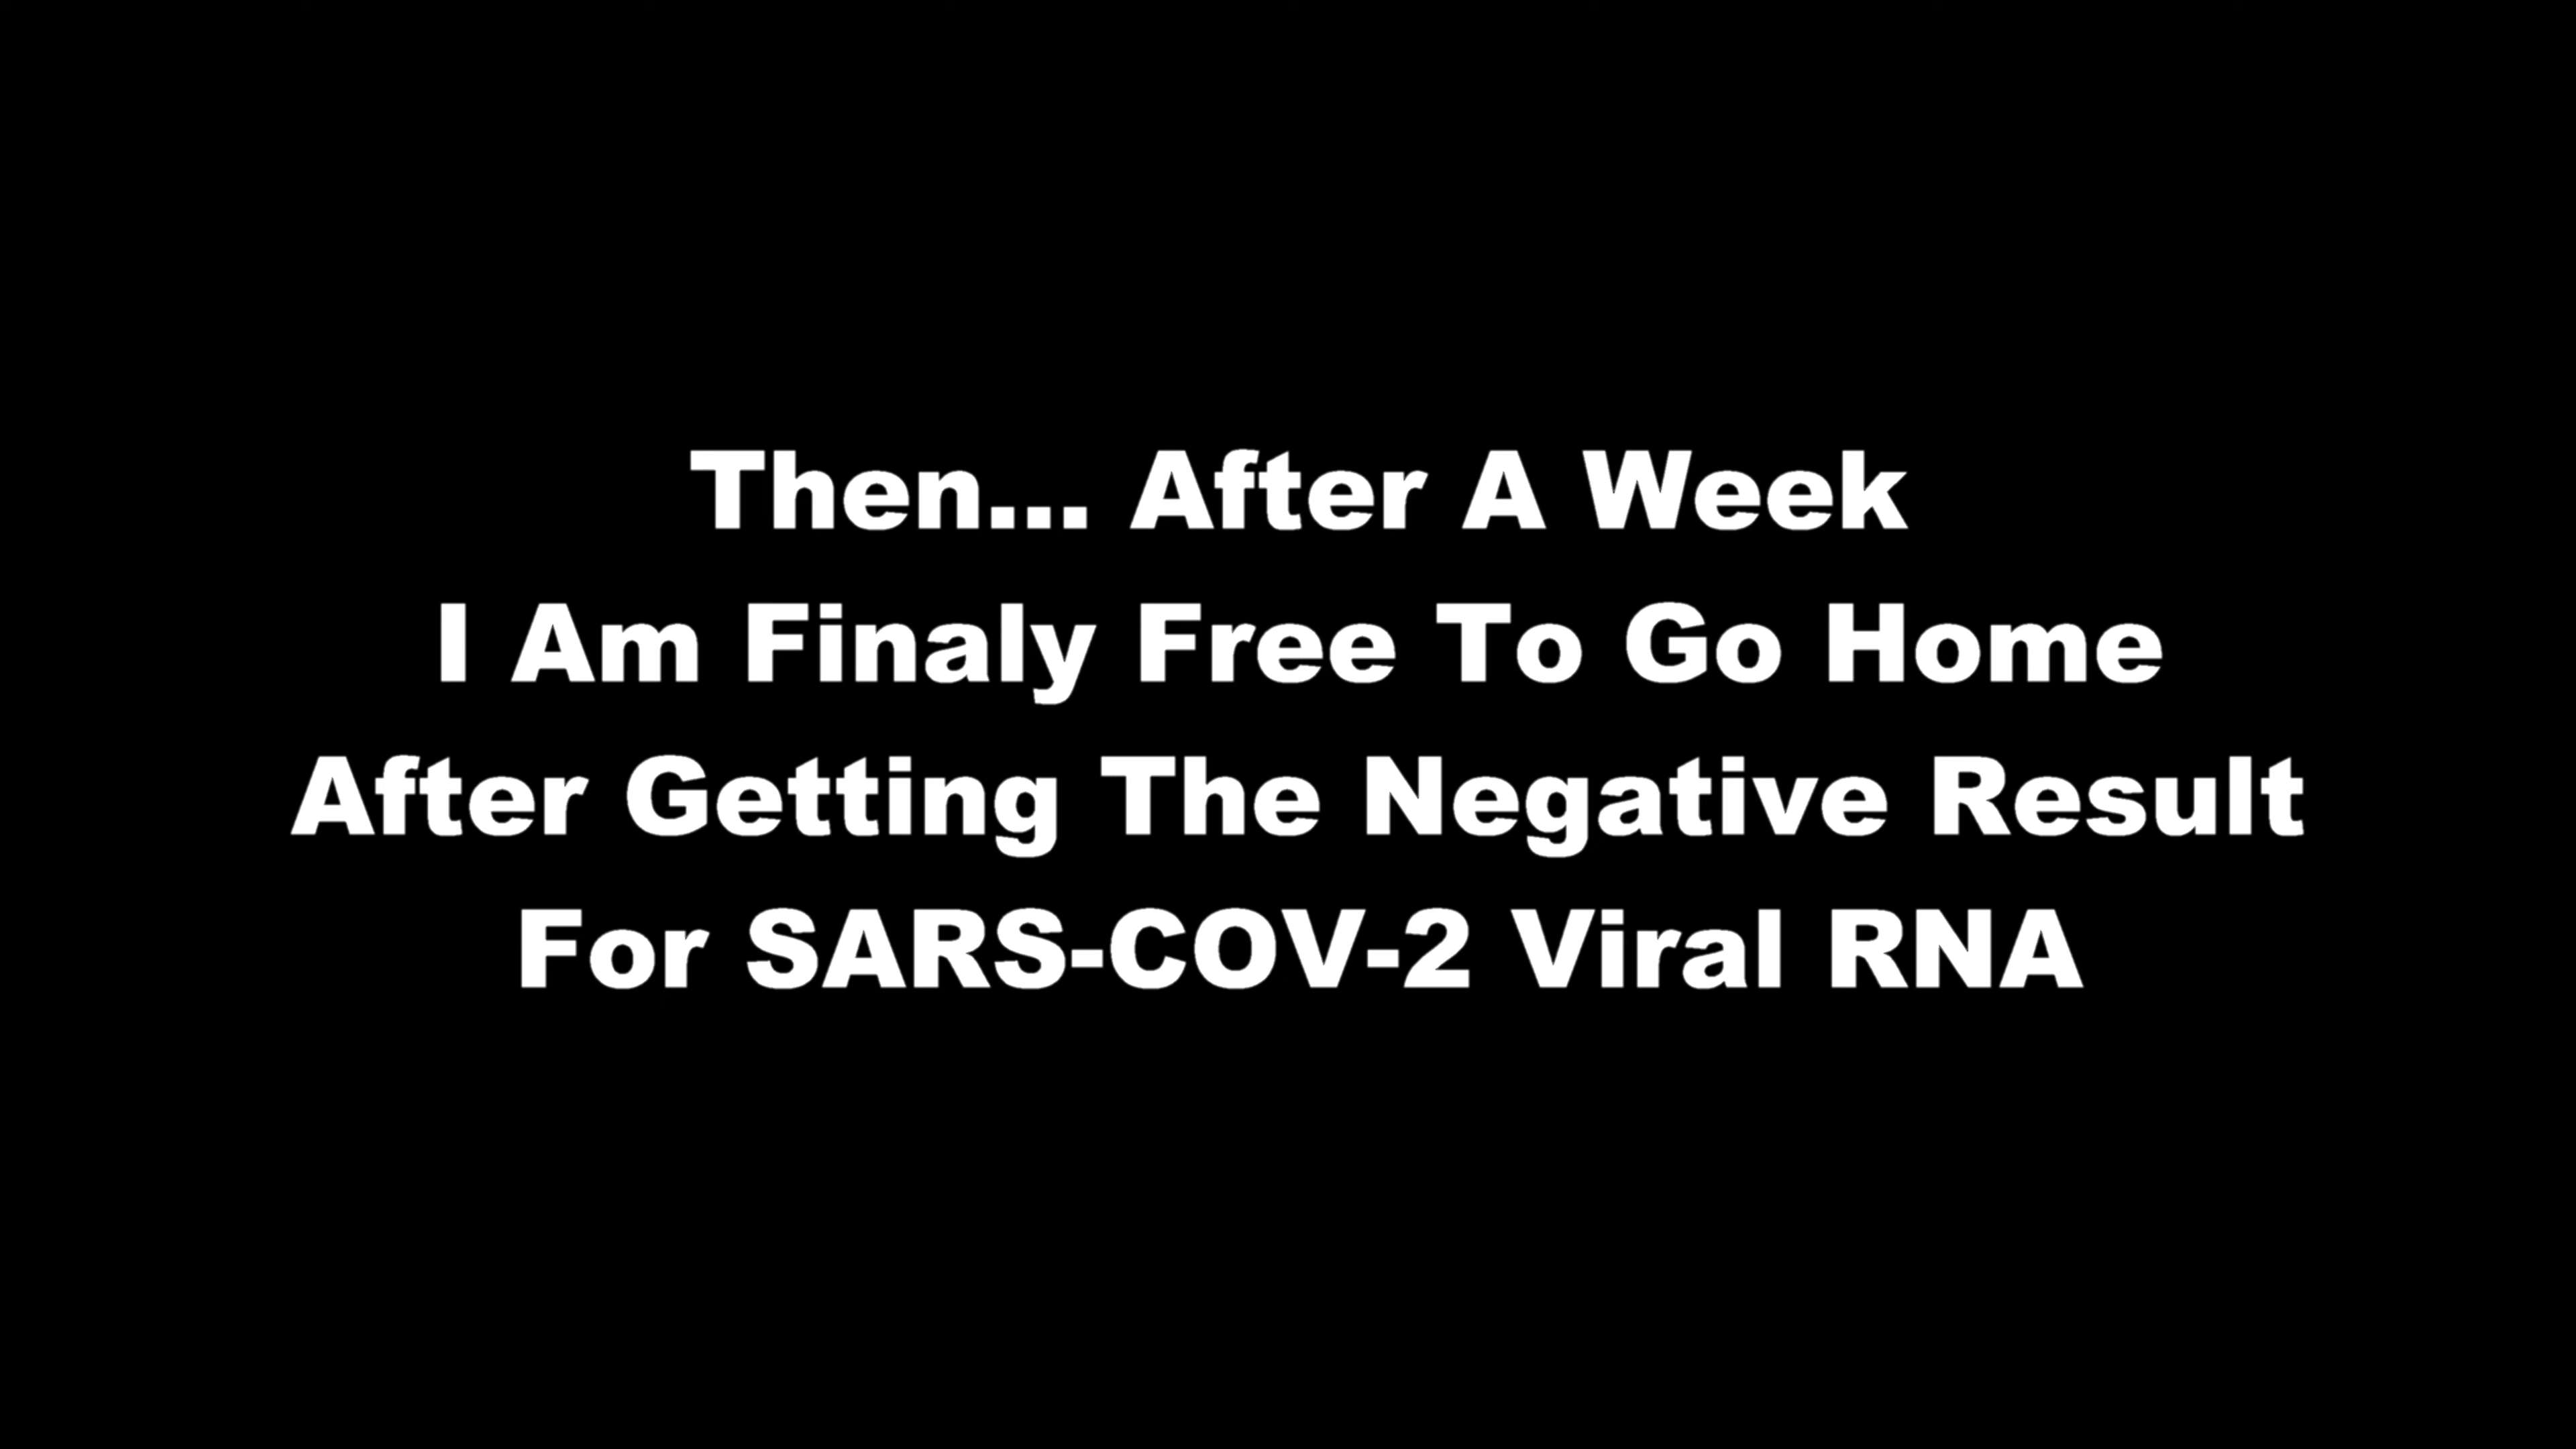 Then... After A Week
I Am Finaly Free To Go Home
After Getting The Negative Result
For SARS-COV-2 Viral RNA